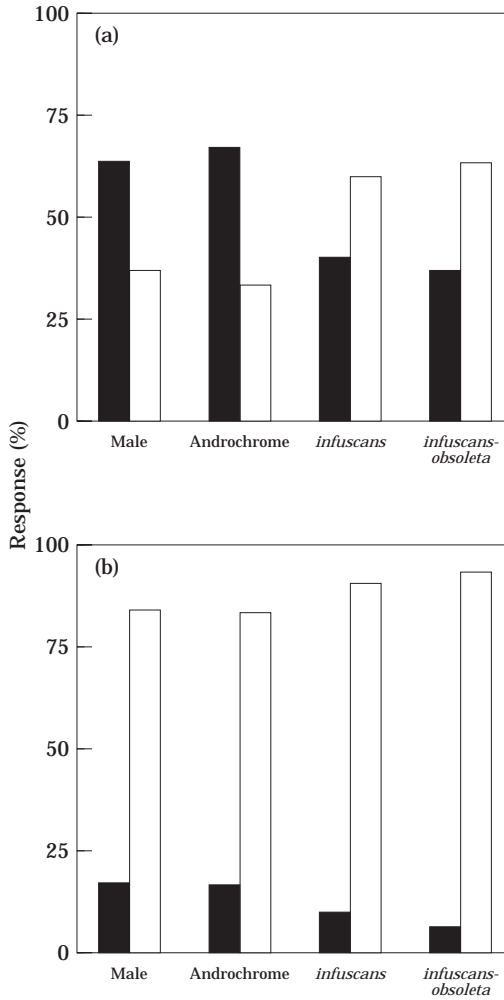 Response (%)
100
(a)
75
50
25
0
Male Androchrome infuscans infuscans-
obsoleta
100
(b)
75
50
25
0
Male Androchrome infuscans infuscans-
obsoleta